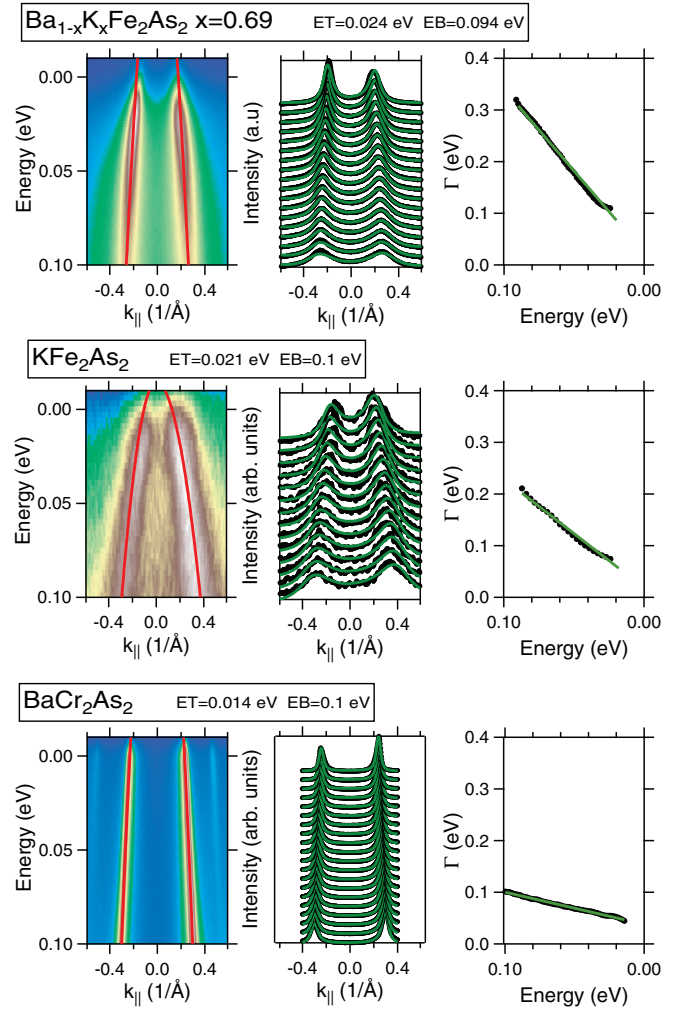 Ba1-xKxFe2As2 x=0.69 ET=0.024 eV EB=0.094 eV
0.00
0.05
0.10
Energy (eV)
-0.4 0.0 0.4
k|| (1/Å)
Intensity (a.u)
-0.4 0.0 0.4
k|| (1/Å)
0.4
0.3
0.2
0.1
0.0
Γ (eV)
0.10 0.00
Energy (eV)
KFe2As2 ET=0.021 eV EB=0.1 eV
0.00
0.05
0.10
Energy (eV)
-0.4 0.0 0.4
k|| (1/Å)
Intensity (arb. units)
-0.4 0.0 0.4
k|| (1/Å)
0.4
0.3
0.2
0.1
0.0
Γ (eV)
0.10 0.00
Energy (eV)
BaCr2As2 ET=0.014 eV EB=0.1 eV
0.00
0.05
0.10
Energy (eV)
-0.4 0.0 0.4
k|| (1/Å)
Intensity (arb. units)
-0.4 0.0 0.4
k|| (1/Å)
0.4
0.3
0.2
0.1
0.0
Γ (eV)
0.10 0.00
Energy (eV)